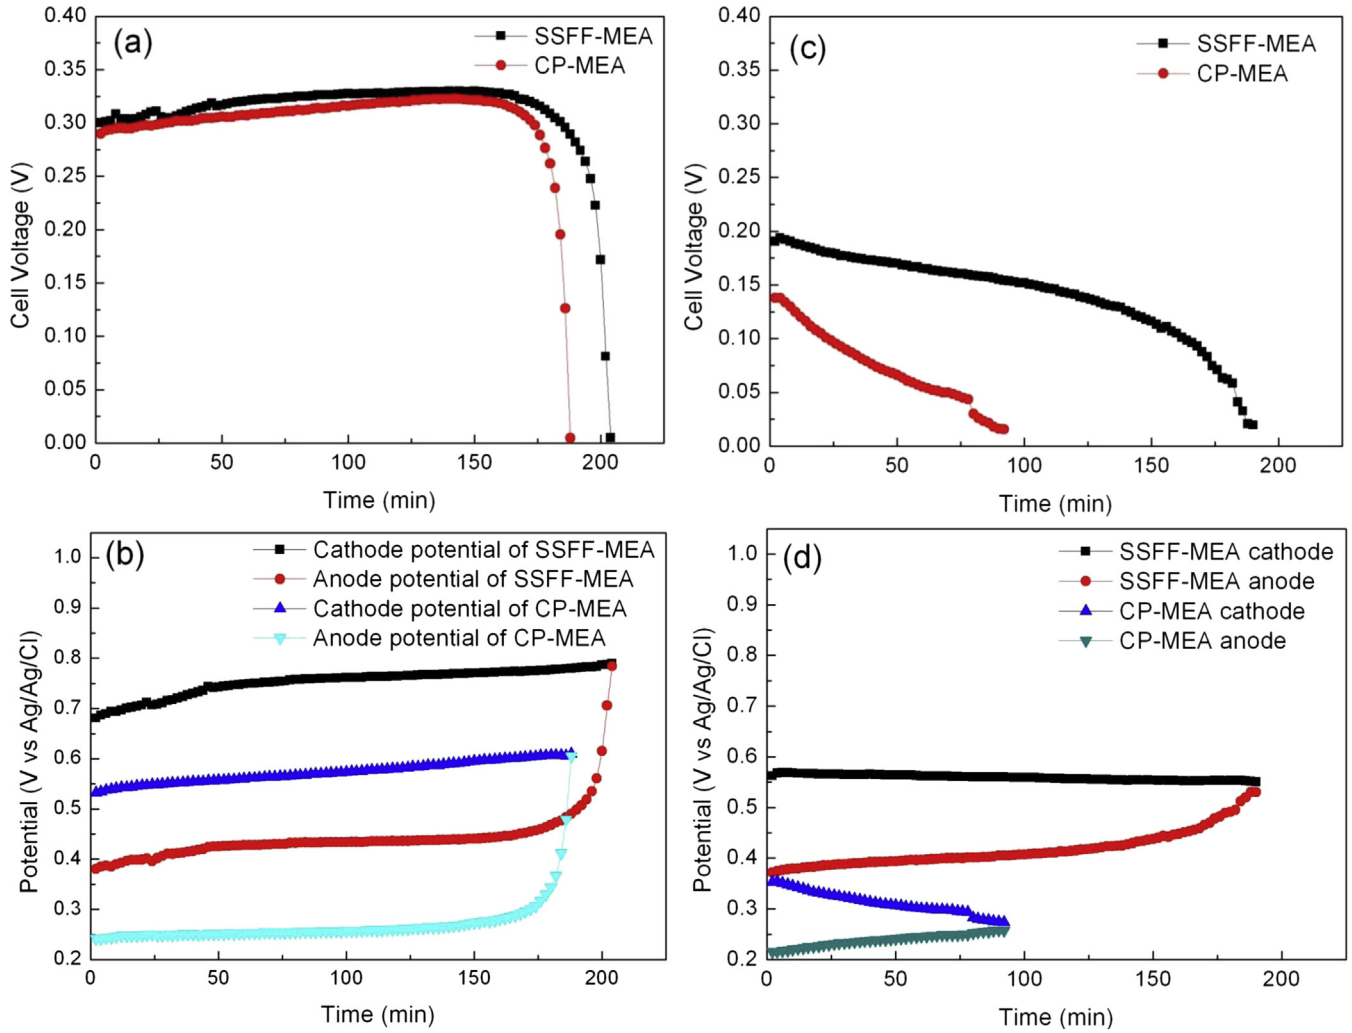 (a)
SSFF-MEA
CP-MEA
0.40
0.35
0.30
0.25
0.20
0.15
0.10
0.05
0.00
Cell Voltage (V)
0 50 100 150 200
Time (min)
(c)
SSFF-MEA
CP-MEA
0.40
0.35
0.30
0.25
0.20
0.15
0.10
0.05
0.00
Cell Voltage (V)
0 50 100 150 200
Time (min)
(b)
Cathode potential of SSFF-MEA
Anode potential of SSFF-MEA
Cathode potential of CP-MEA
Anode potential of CP-MEA
1.0
0.9
0.8
0.7
0.6
0.5
0.4
0.3
0.2
Potential (V vs Ag/Ag/Cl)
0 50 100 150 200
Time (min)
(d)
SSFF-MEA cathode
SSFF-MEA anode
CP-MEA cathode
CP-MEA anode
1.0
0.9
0.8
0.7
0.6
0.5
0.4
0.3
0.2
Potential (V vs Ag/Ag/Cl)
0 50 100 150 200
Time (min)